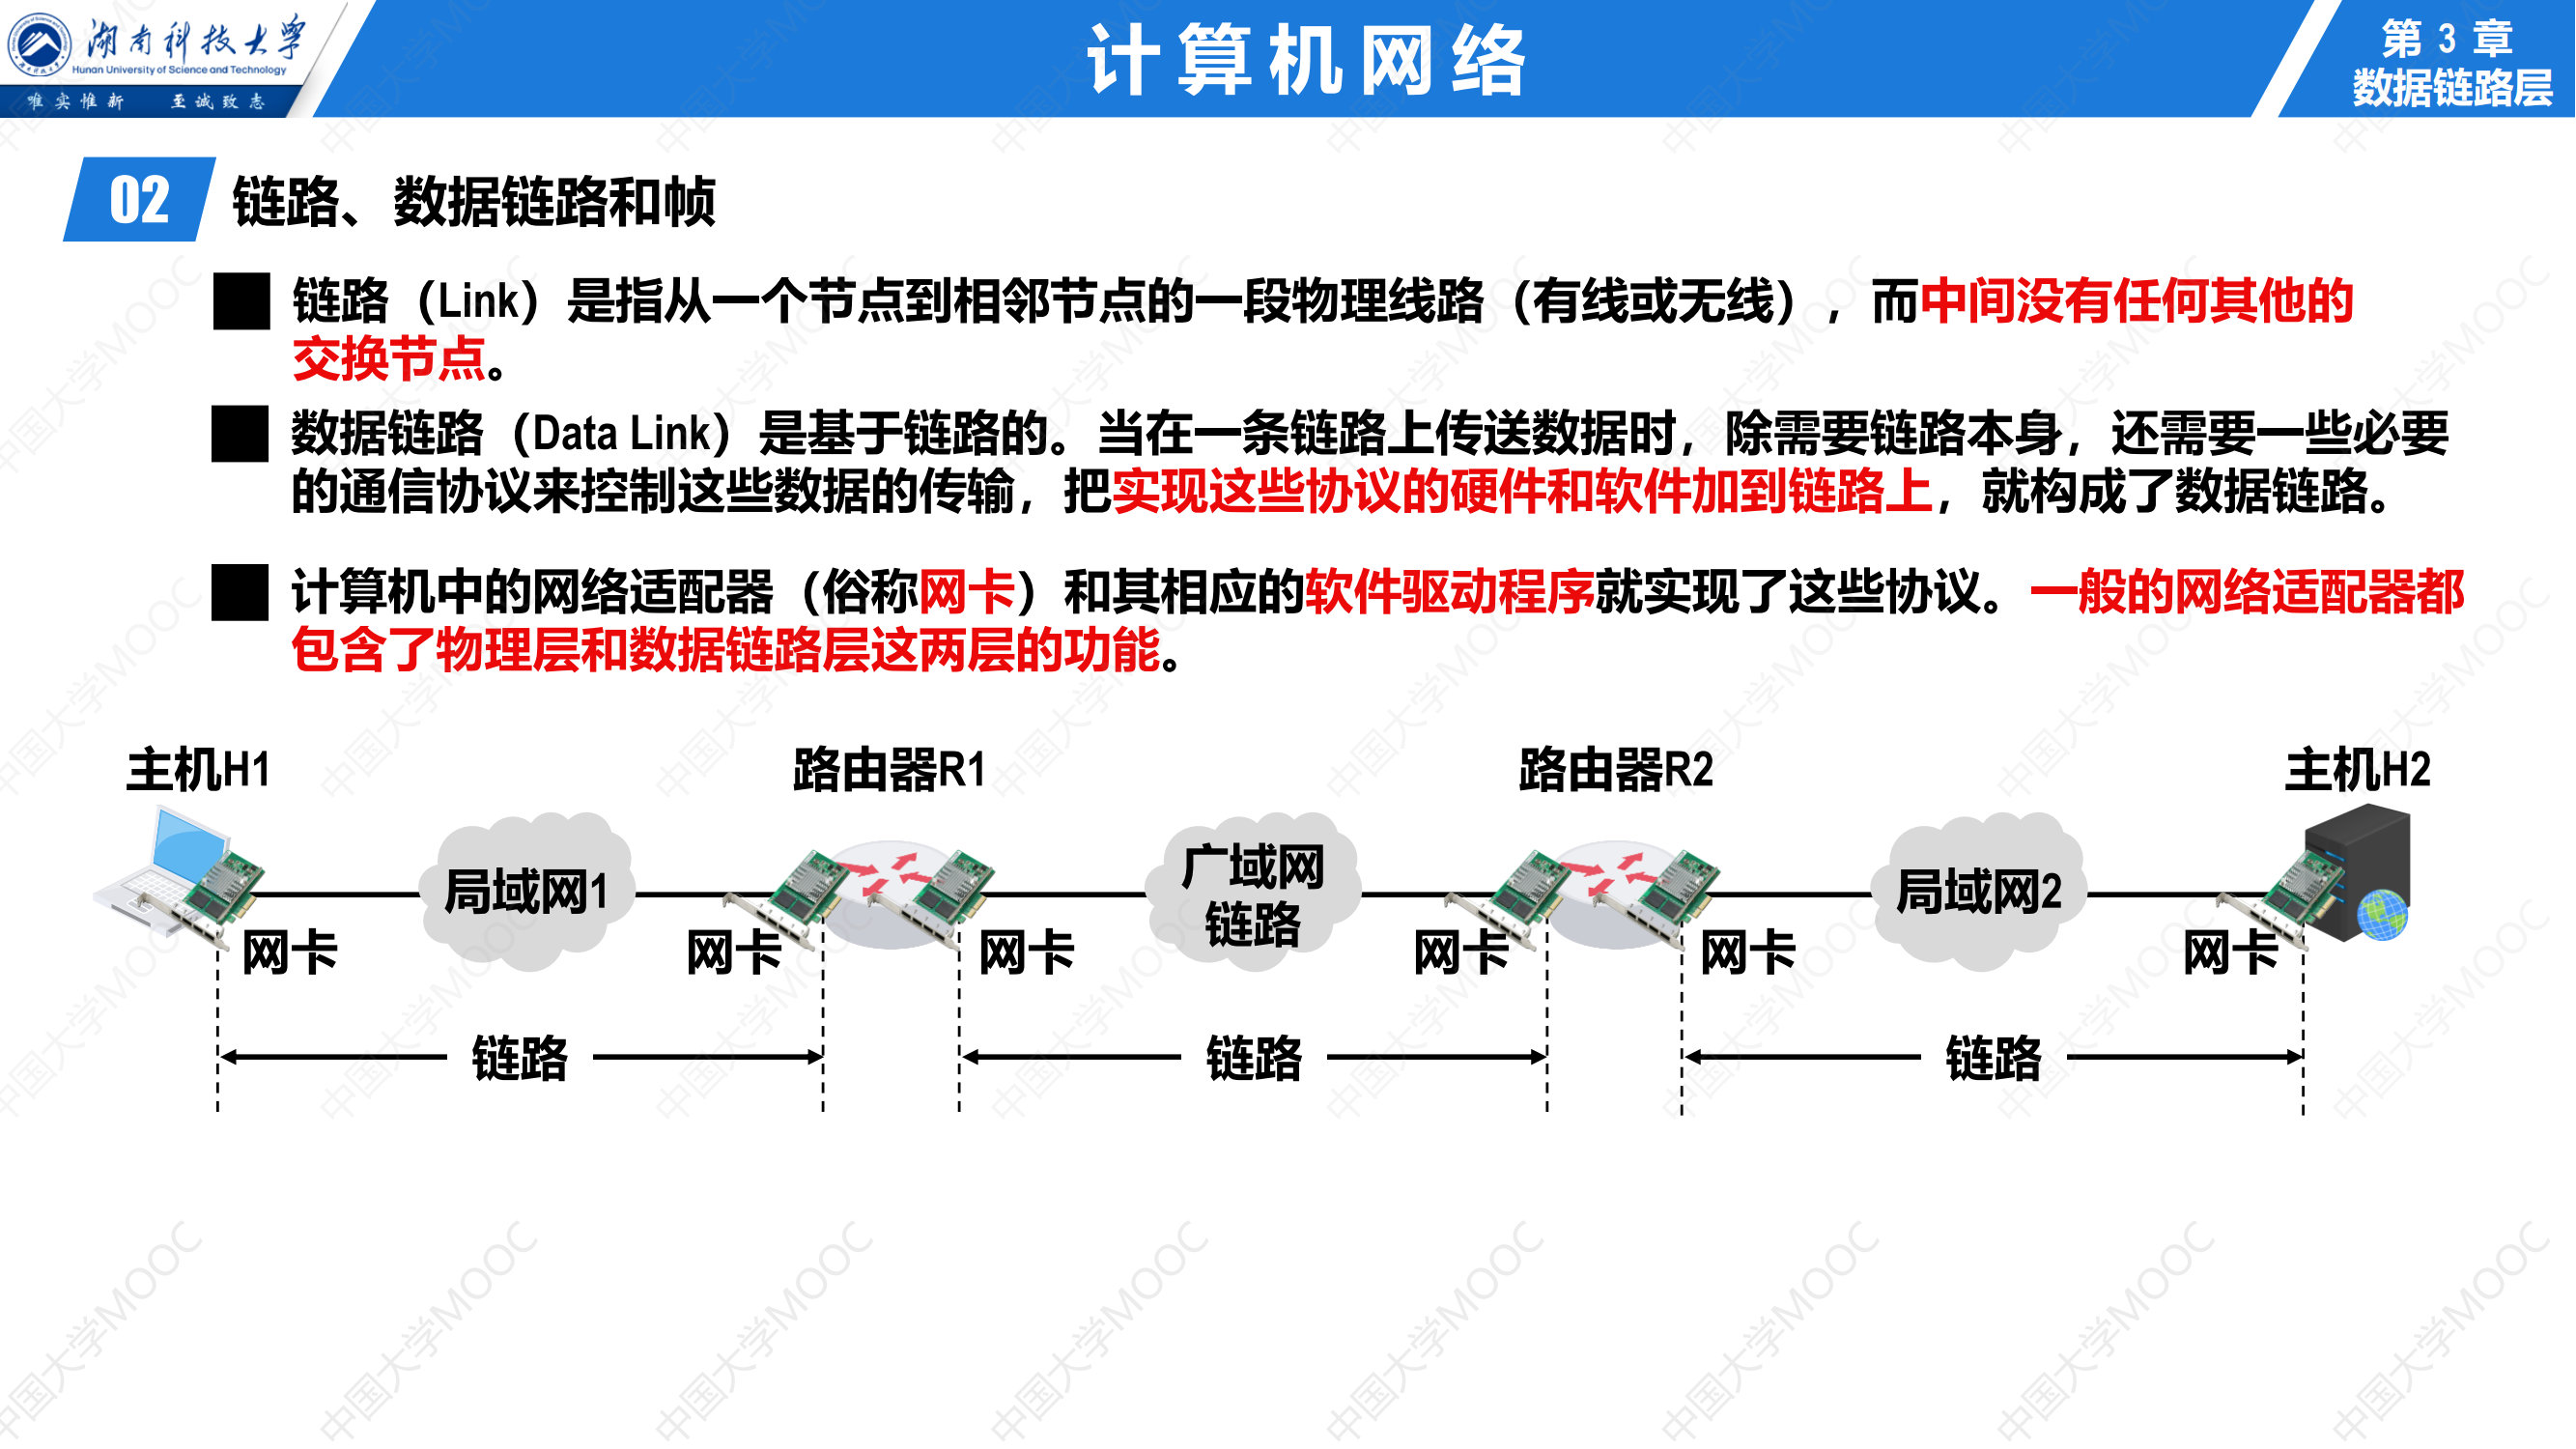 湖南科技大学
Hunan University of Science and Technology
唯实惟新 至诚致志
计算机网络
第 3 章
数据链路层
02 链路、数据链路和帧
链路（Link）是指从一个节点到相邻节点的一段物理线路（有线或无线），而中间没有任何其他的
交换节点。
数据链路（Data Link）是基于链路的。当在一条链路上传送数据时，除需要链路本身，还需要一些必要
的通信协议来控制这些数据的传输，把实现这些协议的硬件和软件加到链路上，就构成了数据链路。
计算机中的网络适配器（俗称网卡）和其相应的软件驱动程序就实现了这些协议。一般的网络适配器都
包含了物理层和数据链路层这两层的功能。
主机H1 路由器R1 路由器R2 主机H2
局域网1 广域网 局域网2
链路
网卡 网卡 网卡 网卡 网卡 网卡
链路 链路 链路
中国大学MOOC